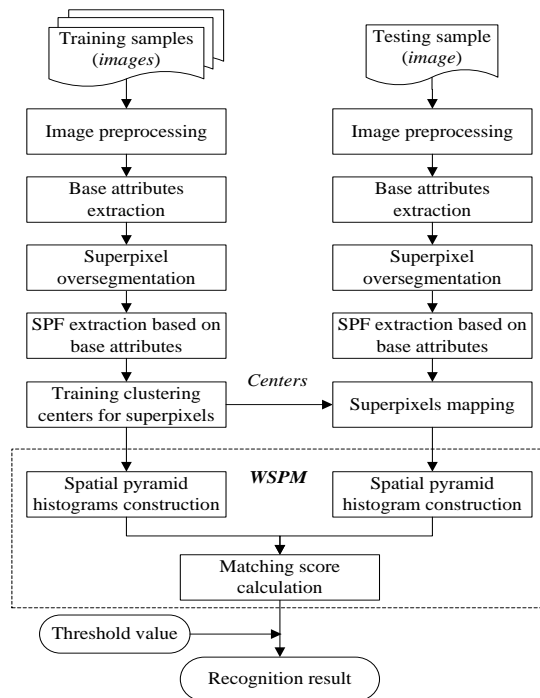 Training samples
(images)
Testing sample
(image)
Image preprocessing
Image preprocessing
Base attributes
extraction
Base attributes
extraction
Superpixel
oversegmentation
Superpixel
oversegmentation
SPF extraction based on
base attributes
SPF extraction based on
base attributes
Training clustering
centers for superpixels
Centers
Superpixels mapping
WSPM
Spatial pyramid
histograms construction
Spatial pyramid
histogram construction
Matching score
calculation
Threshold value
Recognition result